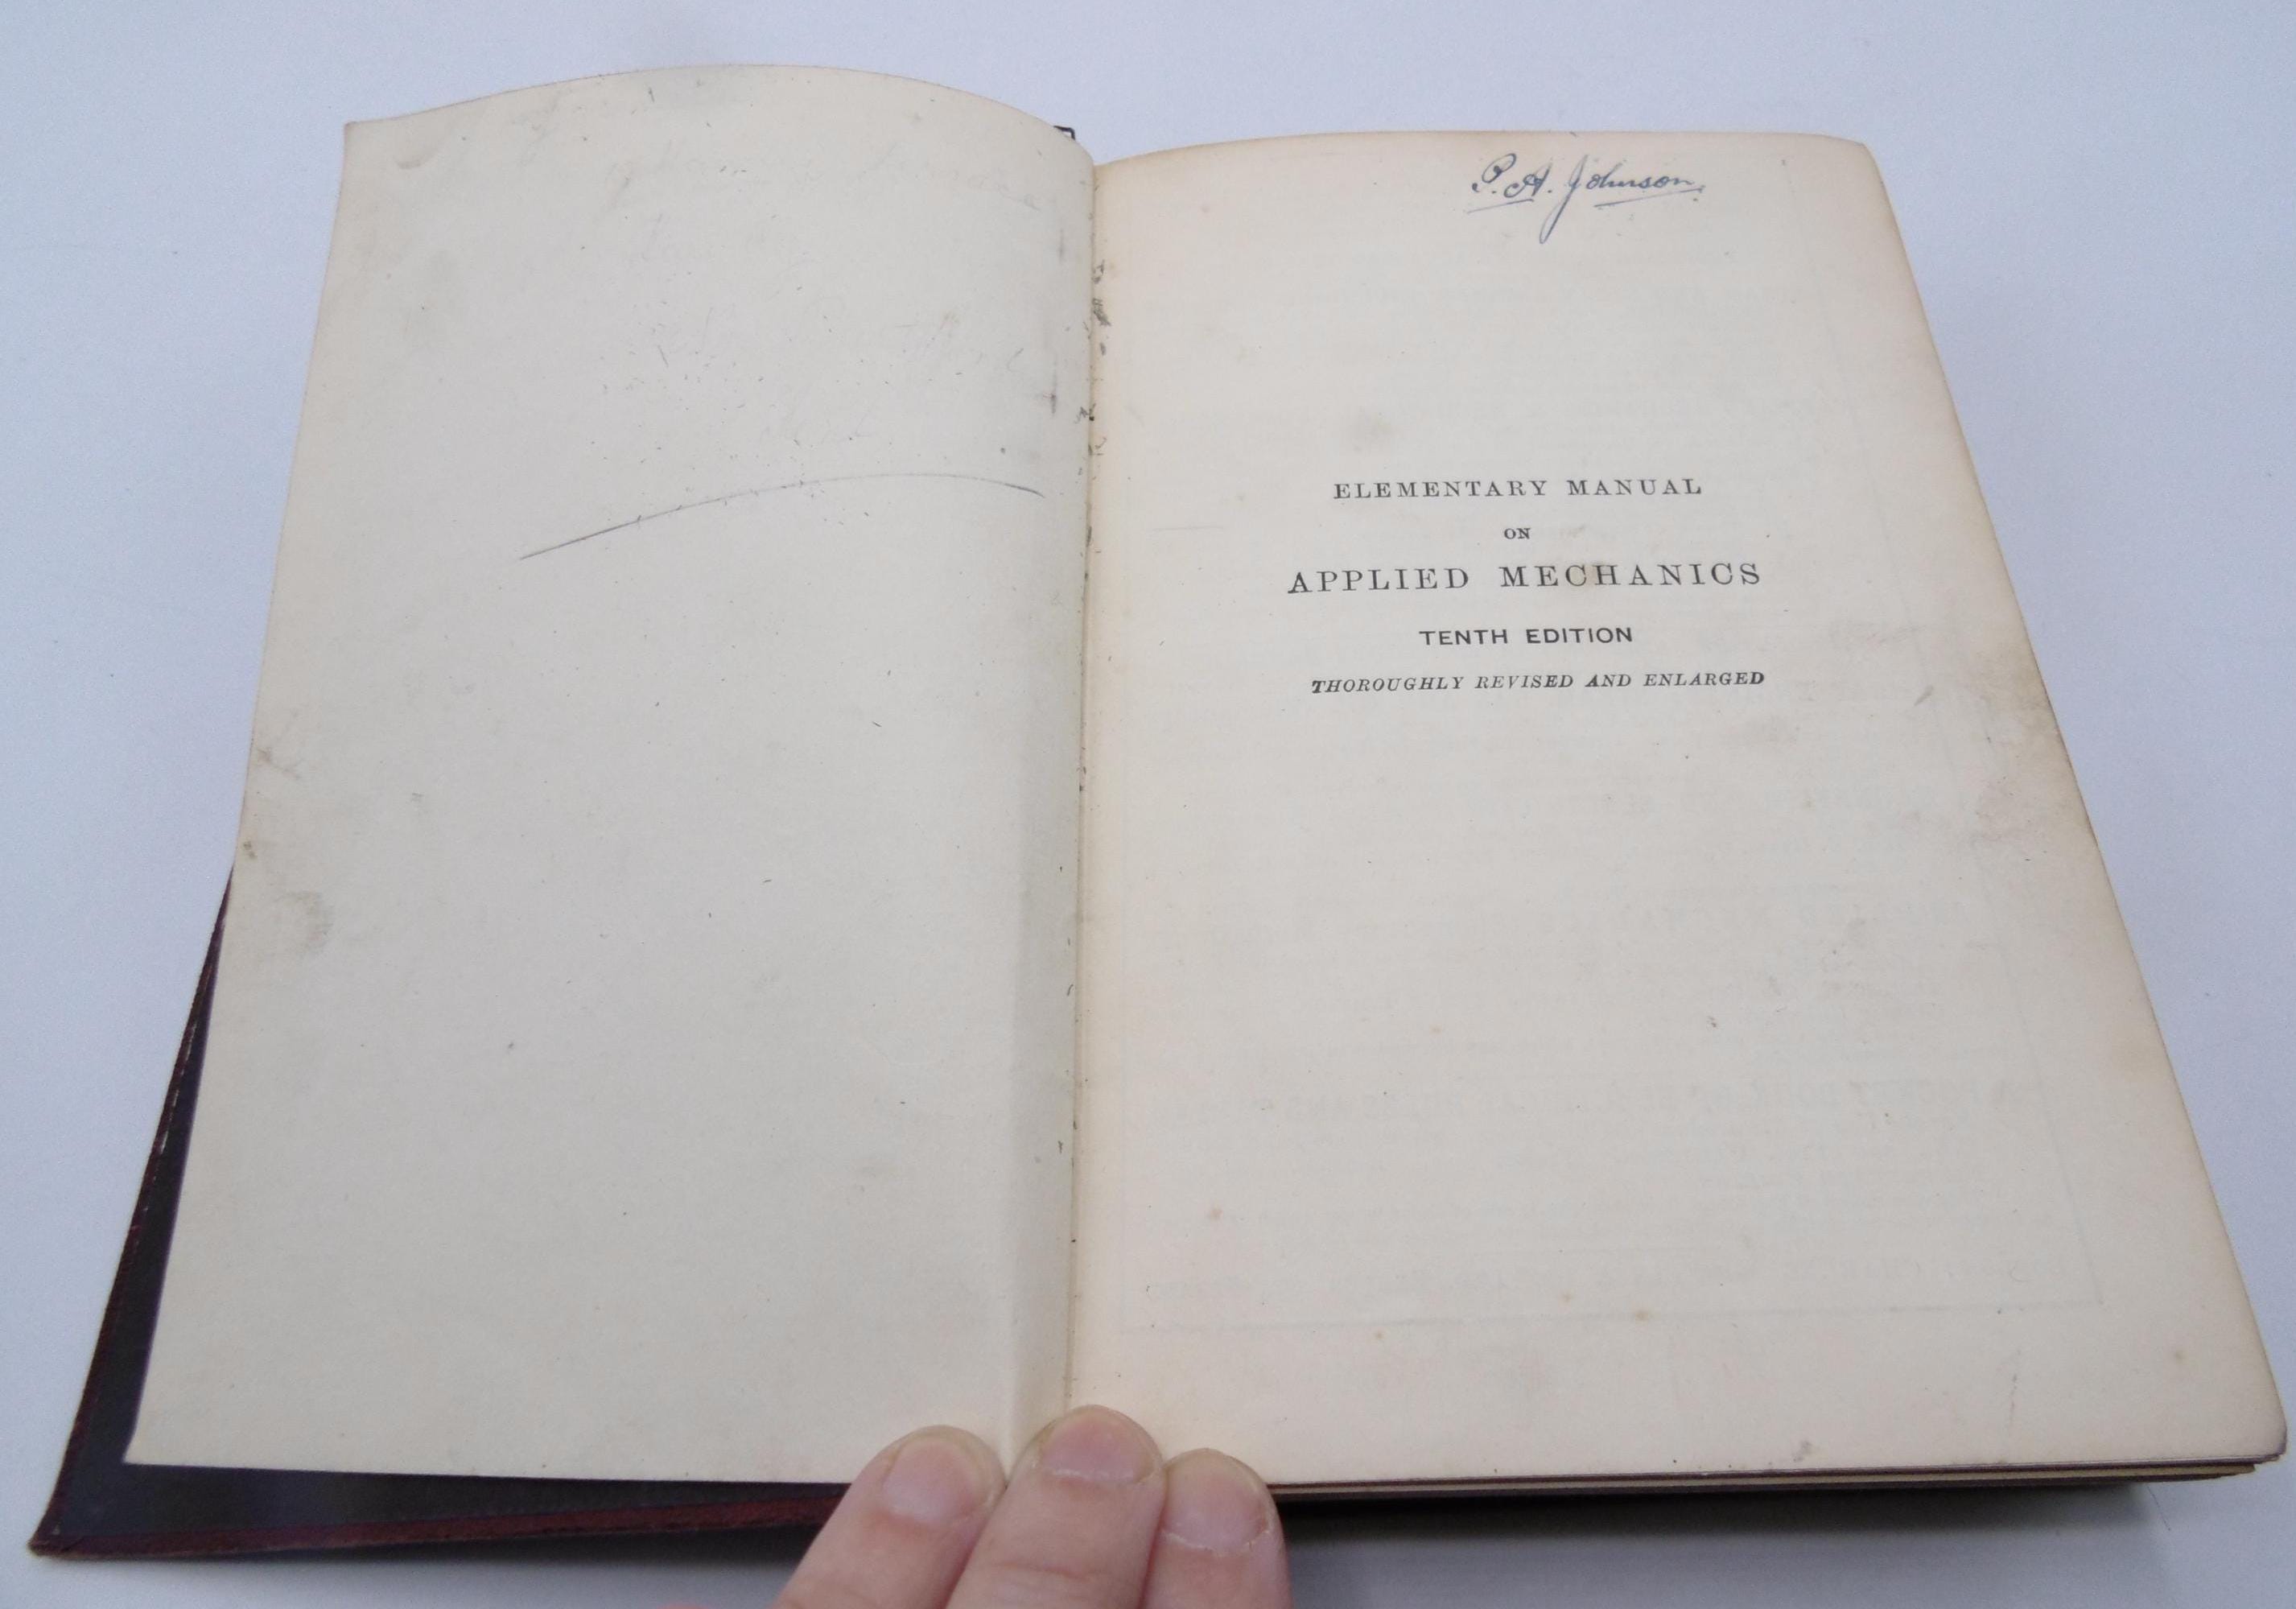 P. A. Johnson.
ELEMENTARY MANUAL
ON
APPLIED MECHANICS
TENTH EDITION
THOROUGHLY REVISED AND ENLARGED